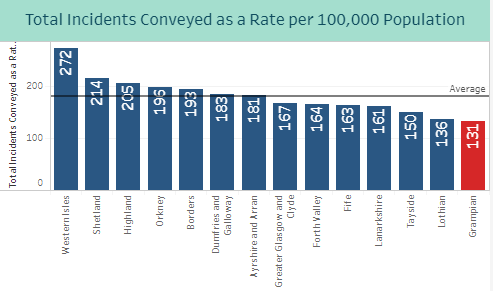 Total Incidents Conveyed as a Rate per 100,000 Population
Total Incidents Conveyed as a Rat..
200
100
0
Average
272
214
205
196
193
183
181
167
164
163
161
150
136
131
Western Isles
Shetland
Highland
Orkney
Borders
Dumfries and
Galloway
Ayrshire and Arran
Greater Glasgow and
Clyde
Forth Valley
Fife
Lanarkshire
Tayside
Lothian
Grampian